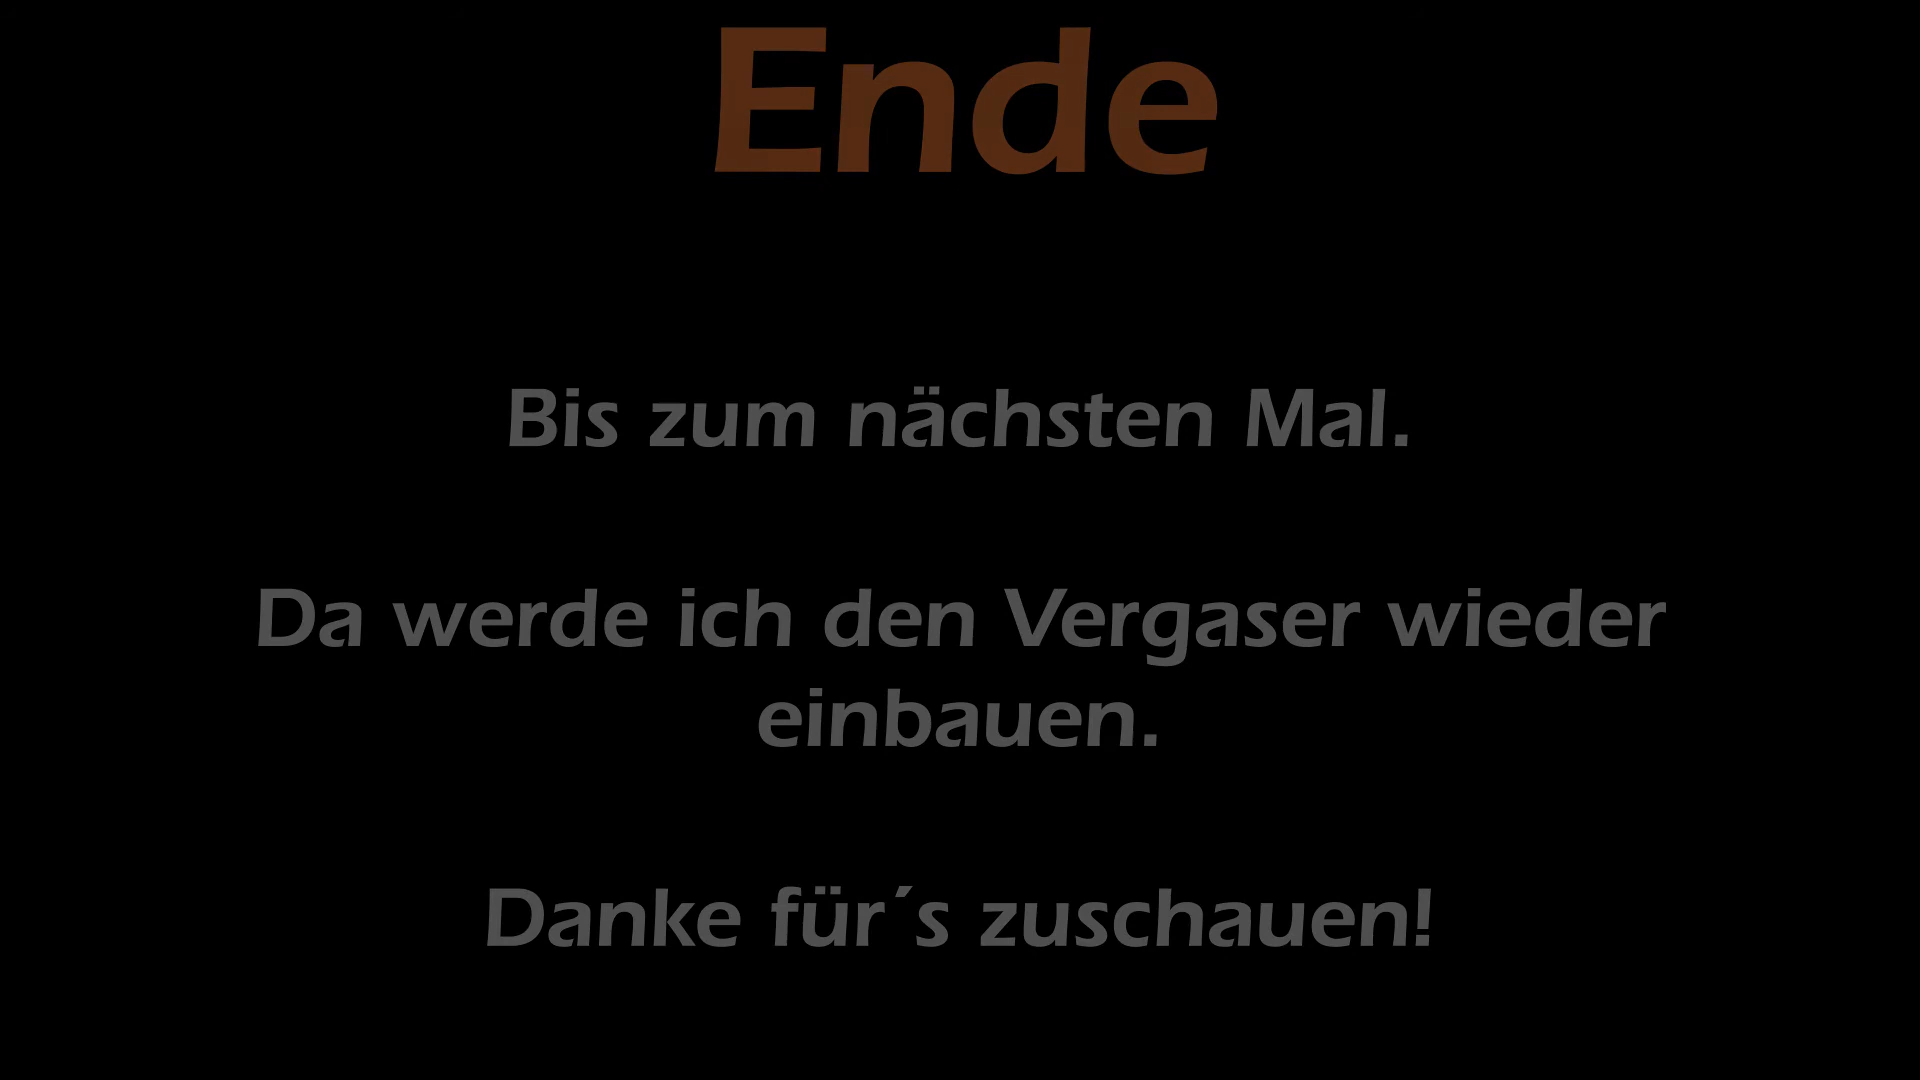 Ende
Bis zum nächsten Mal.
Da werde ich den Vergaser wieder
einbauen.
Danke für´s zuschauen!